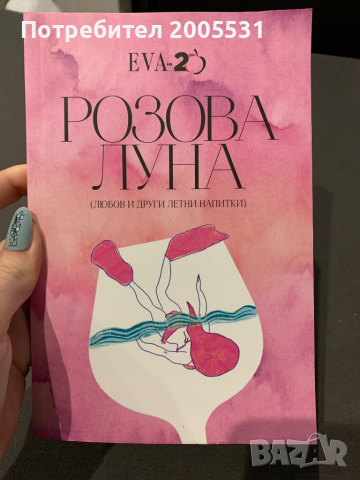 Потребител 2005531
EVA 20
РОЗОВА
ЛУНА
(ЛЮБОВ И ДРУГИ ЛЕТНИ НАПИТКИ)
BAZAR